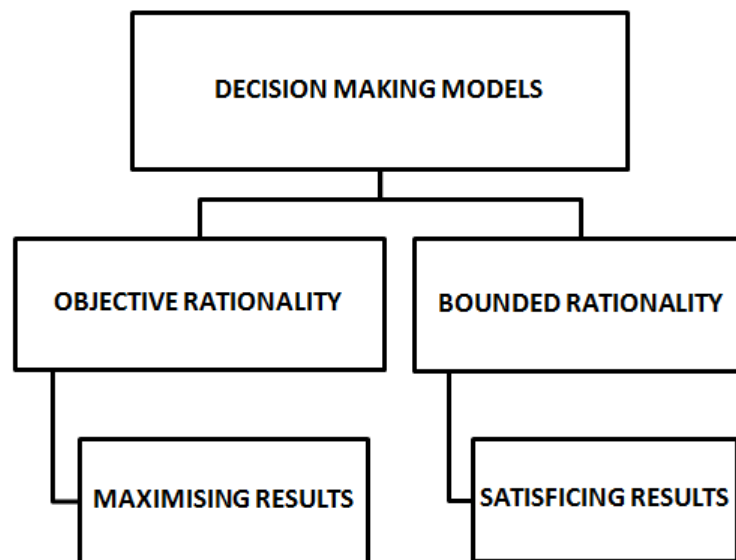 DECISION MAKING MODELS
OBJECTIVE RATIONALITY
BOUNDED RATIONALITY
MAXIMISING RESULTS
SATISFICING RESULTS